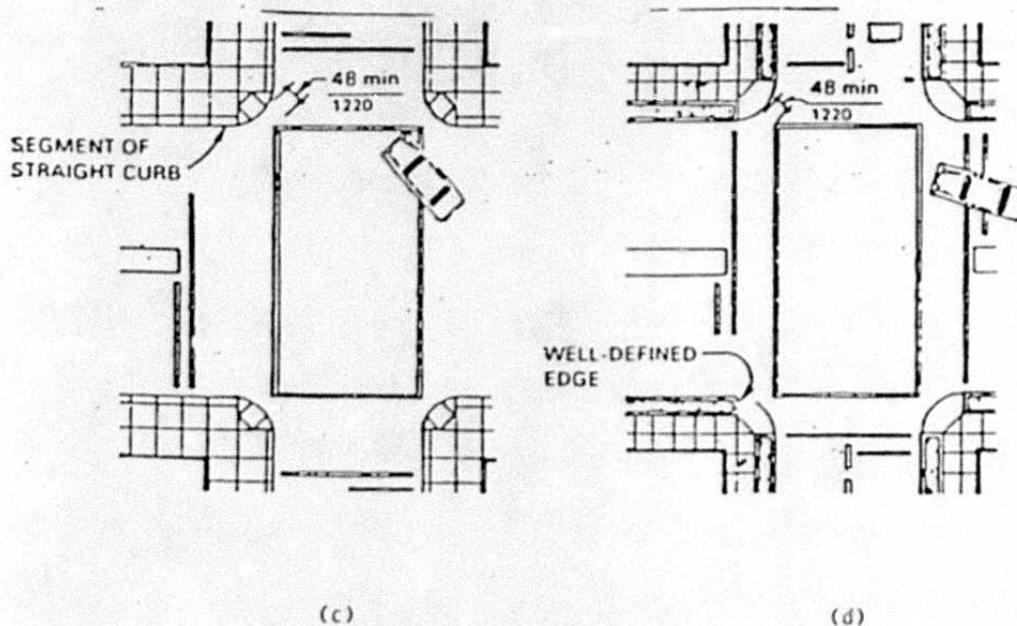 48 min
1220
SEGMENT OF
STRAIGHT CURB
48 min
1220
WELL-DEFINED
EDGE
(c)
(d)